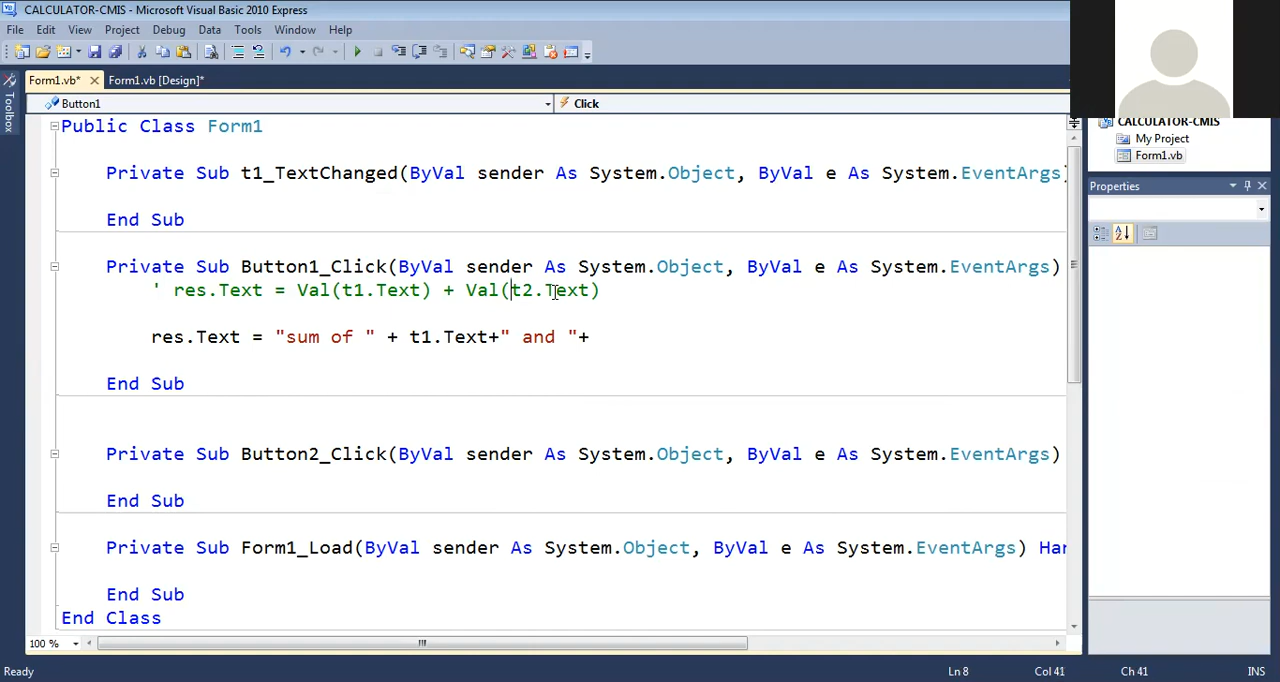 CALCULATOR-CMIS - Microsoft Visual Basic 2010 Express
File Edit View Project Debug Data Tools Window Help
Form1.vb* Form1.vb [Design]*
Toolbox
Button1 Click
CALCULATOR-CMIS
My Project
Form1.vb
Properties
Public Class Form1
Private Sub t1_TextChanged(ByVal sender As System.Object, ByVal e As System.EventArgs)
End Sub
Private Sub Button1_Click(ByVal sender As System.Object, ByVal e As System.EventArgs)
' res.Text = Val(t1.Text) + Val(t2.Text)
res.Text = "sum of " + t1.Text+" and "+
End Sub
Private Sub Button2_Click(ByVal sender As System.Object, ByVal e As System.EventArgs)
End Sub
Private Sub Form1_Load(ByVal sender As System.Object, ByVal e As System.EventArgs) Har
End Sub
End Class
100 %
Ready Ln 8 Col 41 Ch 41 INS